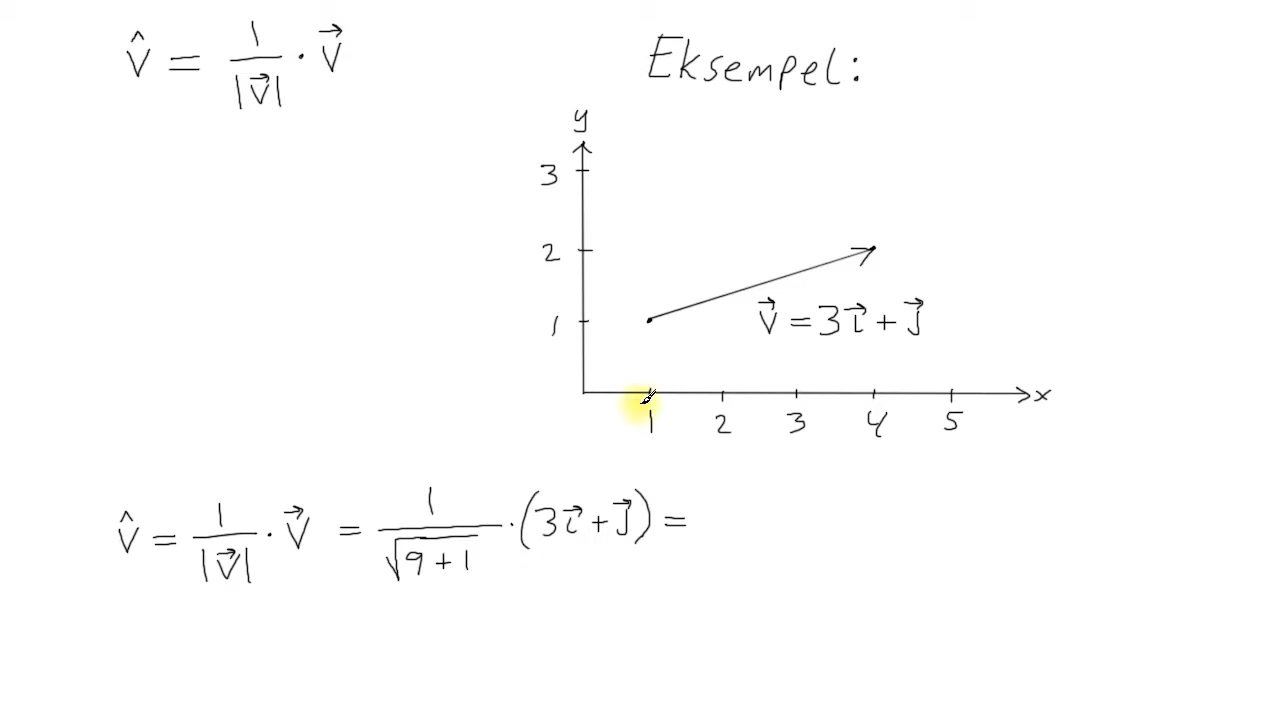 v̂ = 1/|v⃗| · v⃗
Eksempel:
y
3
2
1
v⃗ = 3i⃗ + j⃗
x
1 2 3 4 5
v̂ = 1/|v⃗| · v⃗ = 1/√(9+1) · (3i⃗ + j⃗) =